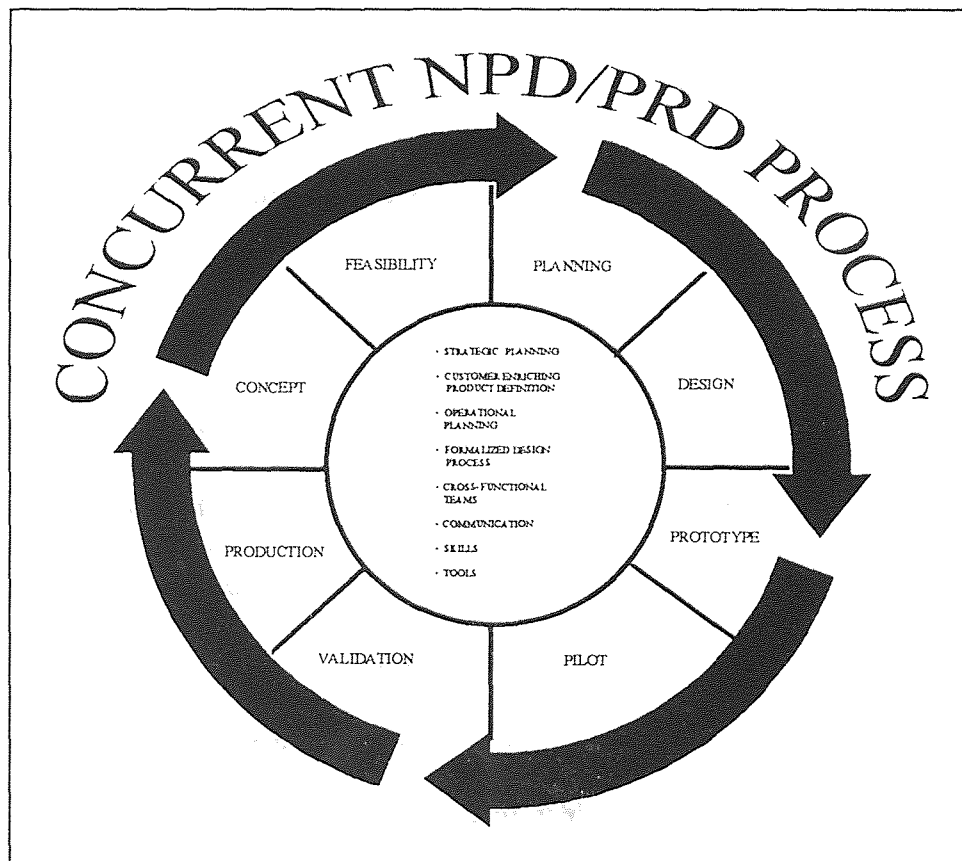 CONCURRENT NPD/PRD PROCESS
FEASIBILITY
PLANNING
CONCEPT
DESIGN
· STRATEGIC PLANNING
· CUSTOMER ENRICHING
PRODUCT DEFINITION
· OPERATIONAL
PLANNING
· FORMALIZED DESIGN
PROCESS
· CROSS-FUNCTIONAL
TEAMS
· COMMUNICATION
· SKILLS
· TOOLS
PRODUCTION
PROTOTYPE
VALIDATION
PILOT